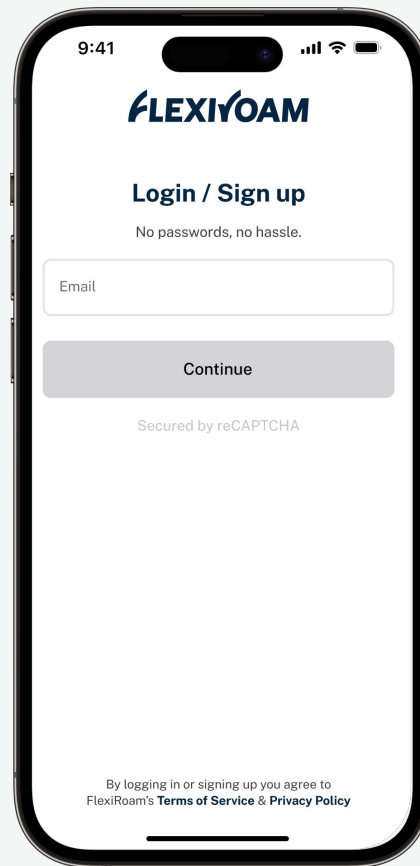 9:41
FLEXIROAM
Login / Sign up
No passwords, no hassle.
Email
Continue
Secured by reCAPTCHA
By logging in or signing up you agree to
FlexiRoam's Terms of Service & Privacy Policy